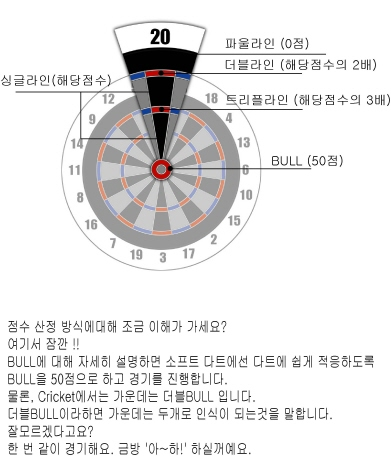 20
파울라인 (0점)
더블라인 (해당점수의 2배)
싱글라인(해당점수)
트리플라인 (해당점수의 3배)
12
18
9
4
14
13
BULL (50점)
11
6
8
10
16
15
7
2
19
3
17
점수 산정 방식에대해 조금 이해가 가세요?
여기서 잠깐 !!
BULL에 대해 자세히 설명하면 소프트 다트에선 다트에 쉽게 적응하도록
BULL을 50점으로 하고 경기를 진행합니다.
물론, Cricket에서는 가운데는 더블BULL 입니다.
더블BULL이라하면 가운데는 두개로 인식이 되는것을 말합니다.
잘모르겠다고요?
한 번 같이 경기해요. 금방 '아~하!' 하실꺼예요.